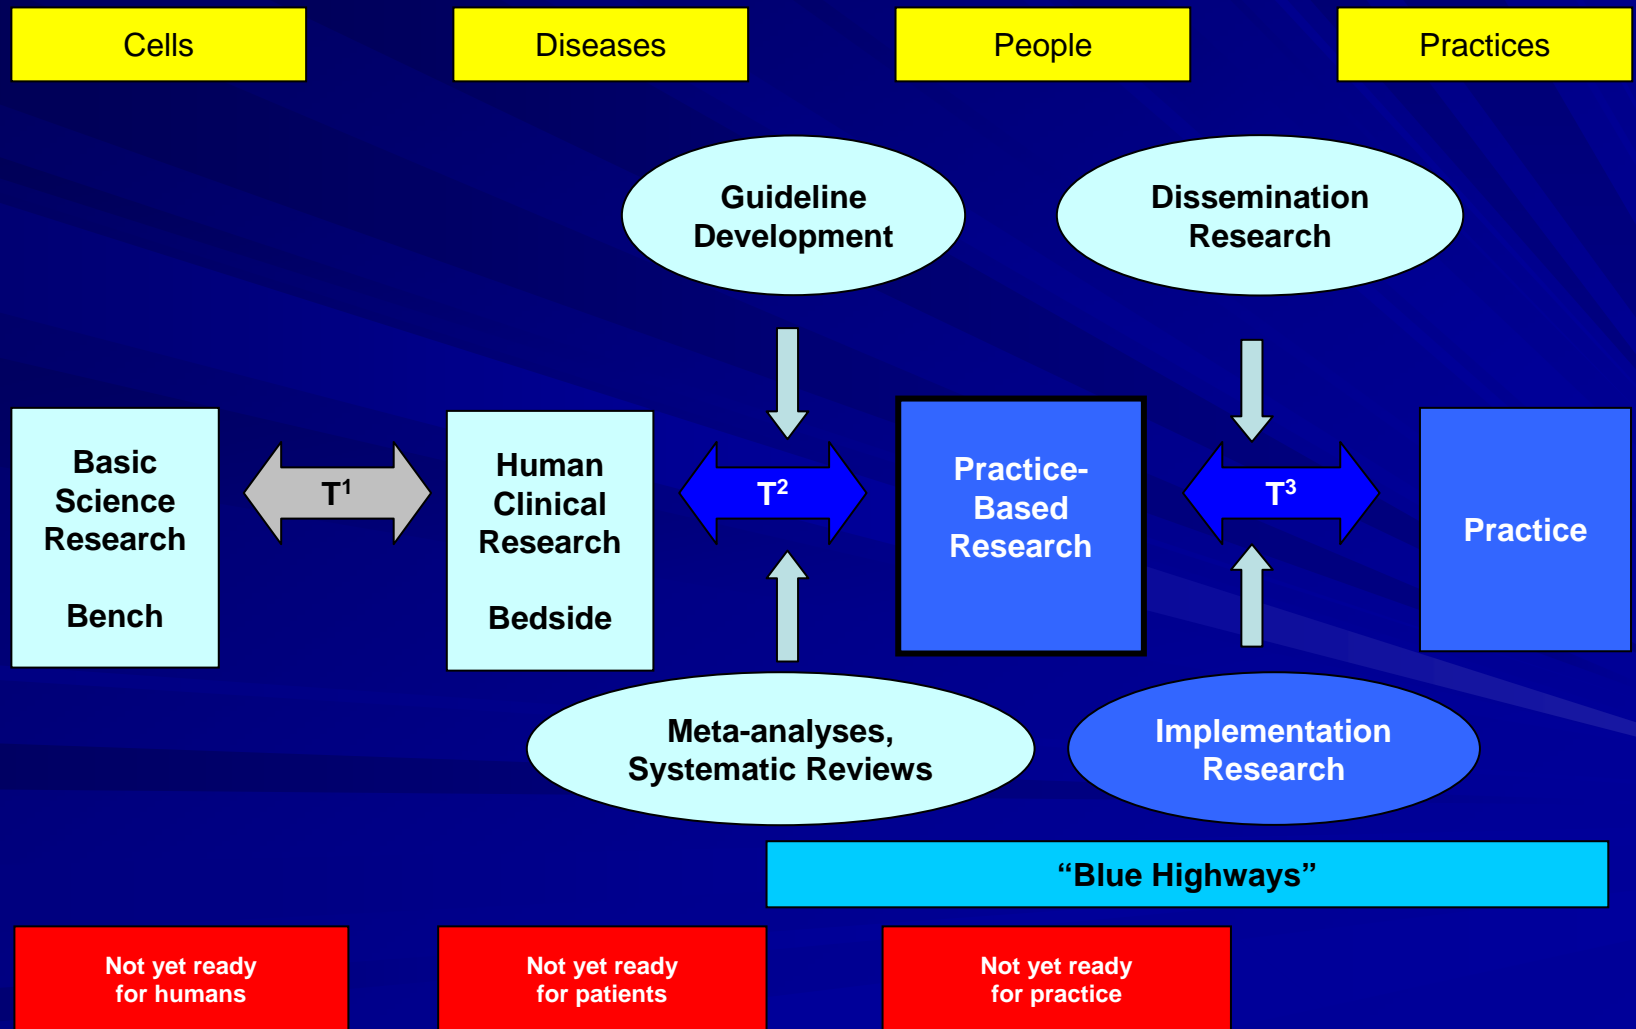 Cells
Diseases
People
Practices
Guideline
Development
Dissemination
Research
Basic
Science
Research
Bench
T¹
Human
Clinical
Research
Bedside
T²
Practice-
Based
Research
T³
Practice
Meta-analyses,
Systematic Reviews
Implementation
Research
“Blue Highways”
Not yet ready
for humans
Not yet ready
for patients
Not yet ready
for practice